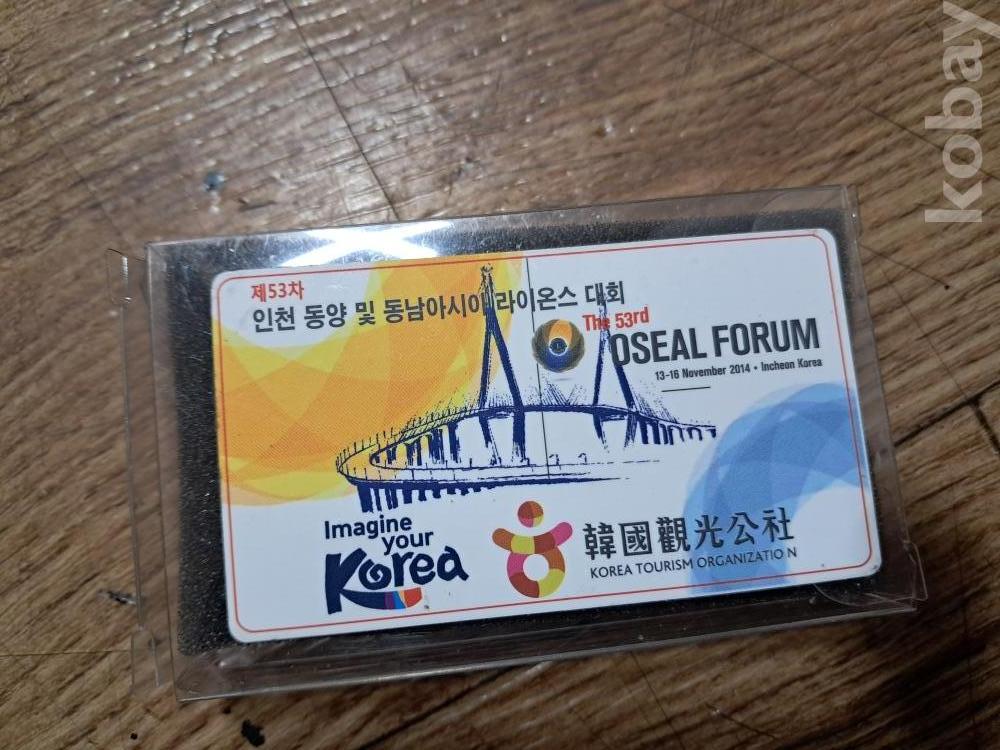 kobay
제53차
인천 동양 및 동남아시아 라이온스 대회
The 53rd
OSEAL FORUM
13-16 November 2014 • Incheon Korea
Imagine
your
Korea
韓國觀光公社
KOREA TOURISM ORGANIZATION